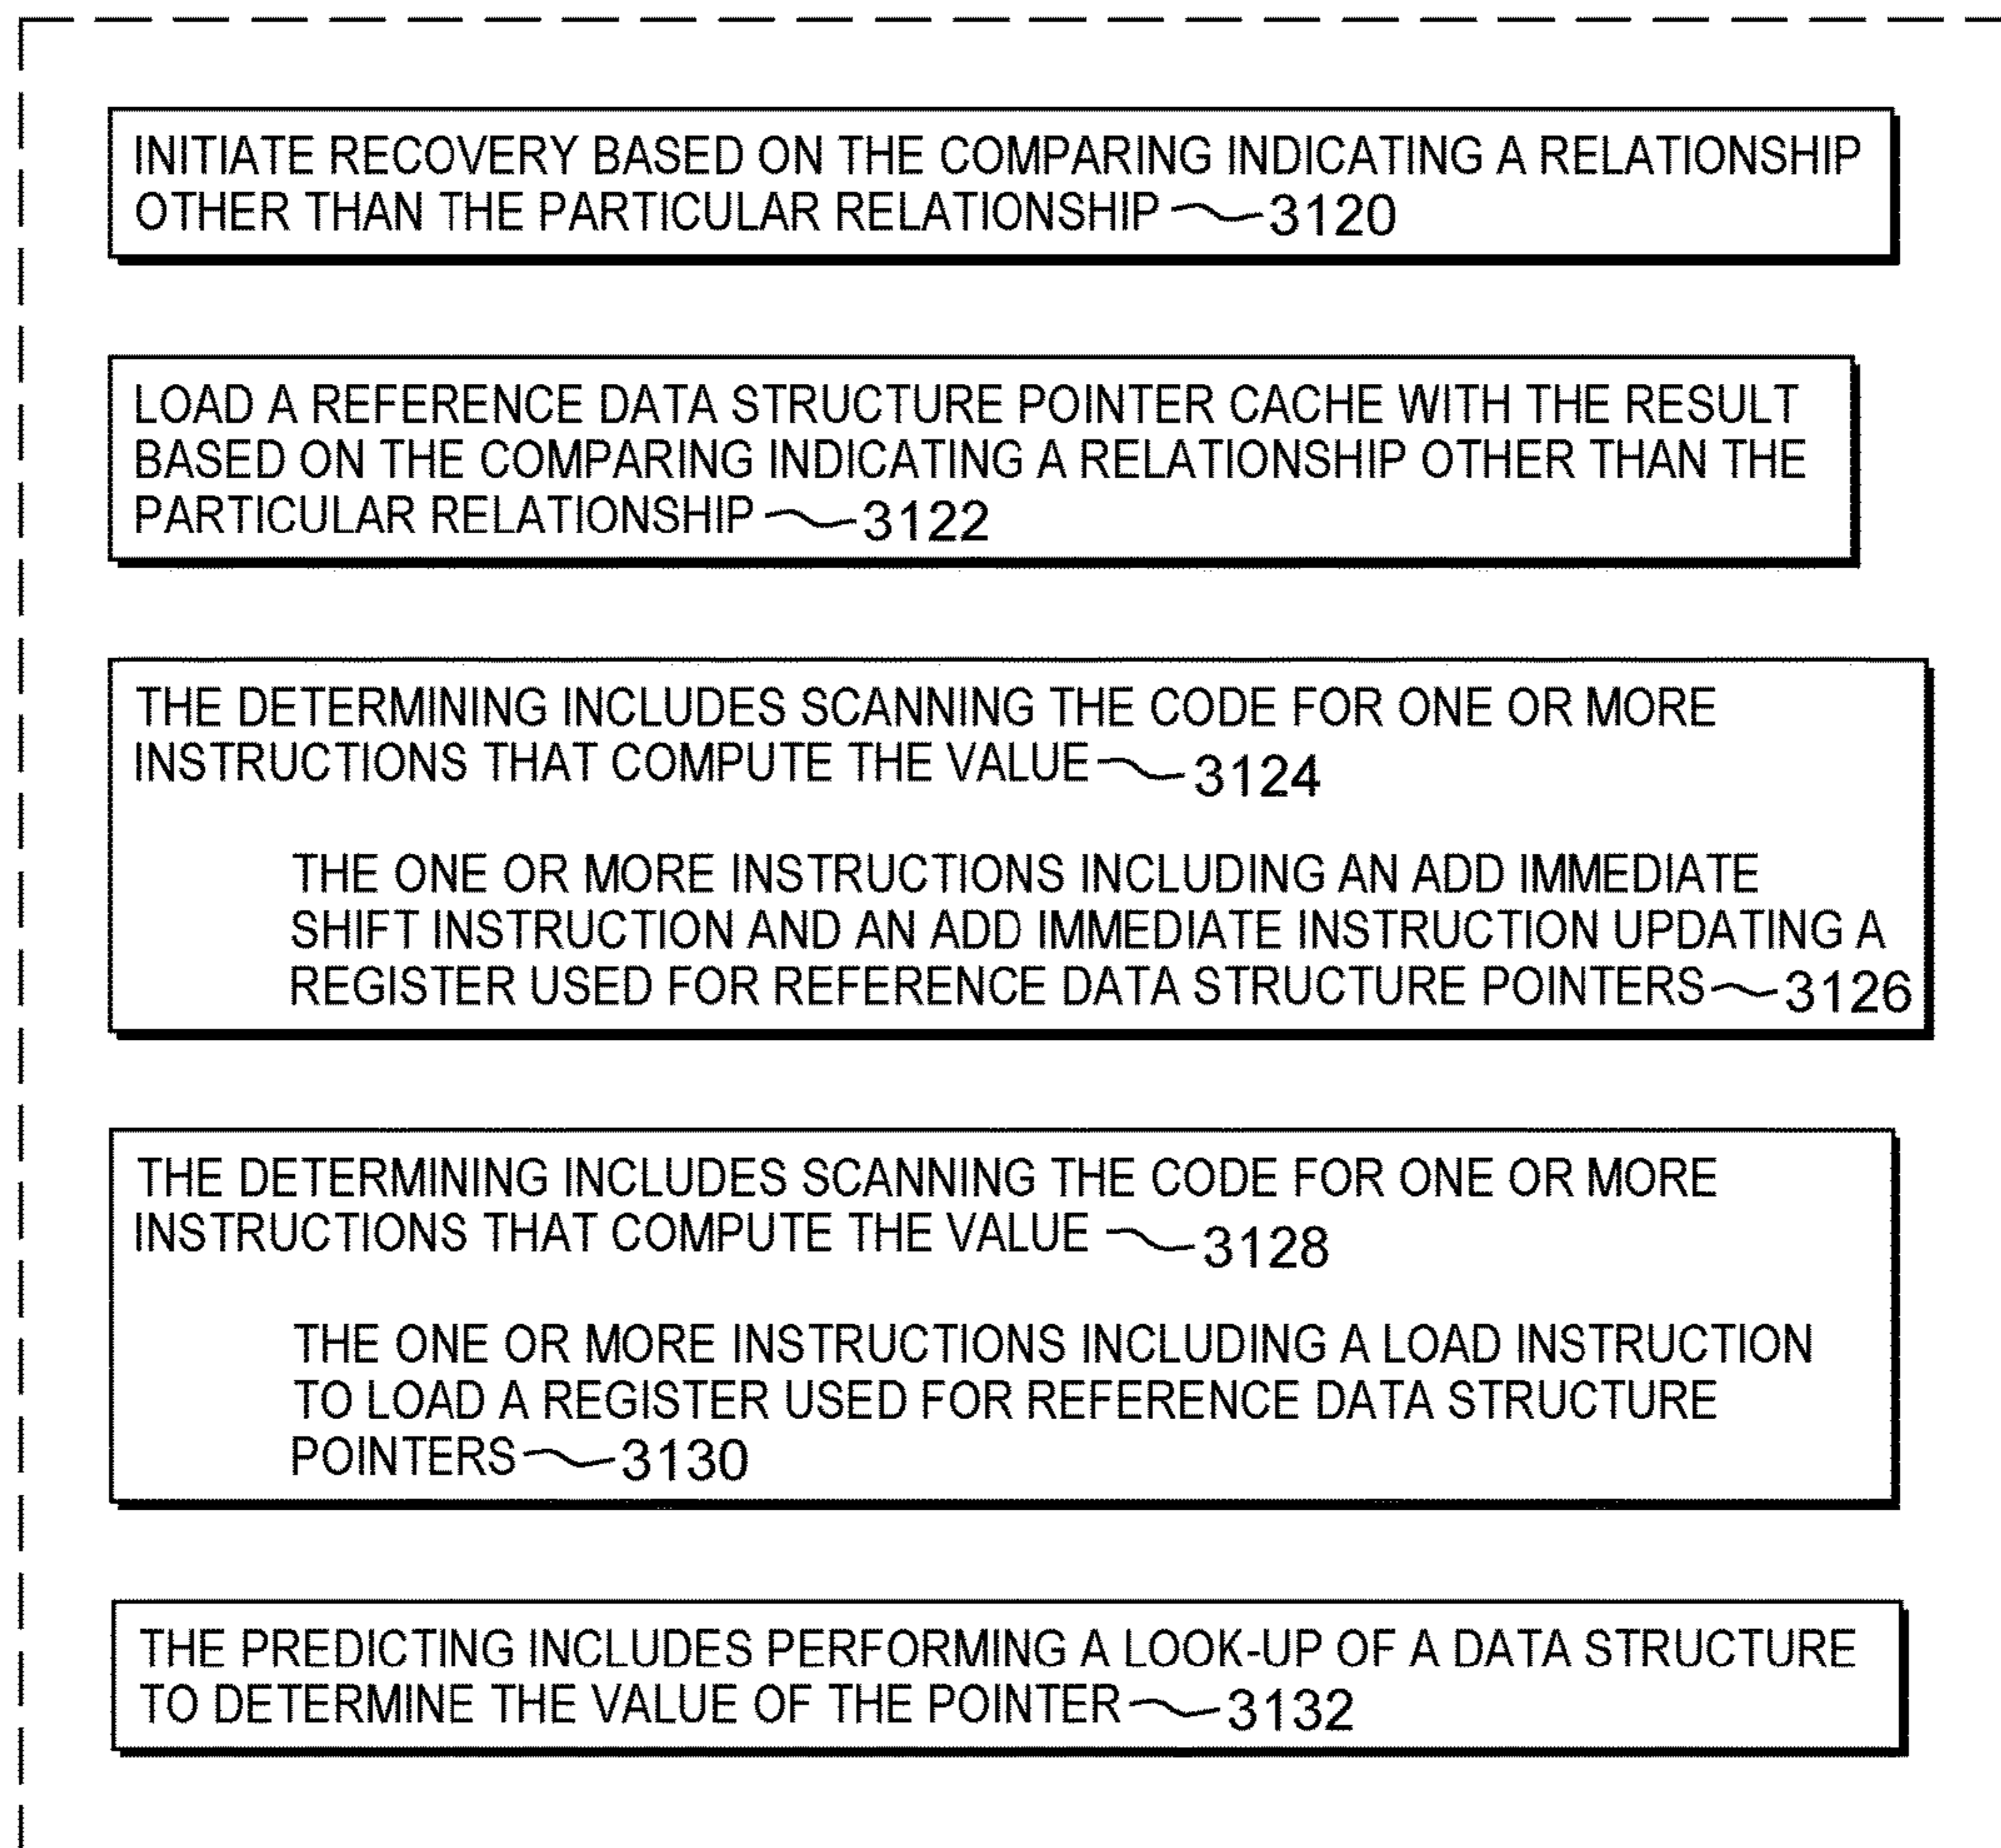 INITIATE RECOVERY BASED ON THE COMPARING INDICATING A RELATIONSHIP
OTHER THAN THE PARTICULAR RELATIONSHIP 3120
LOAD A REFERENCE DATA STRUCTURE POINTER CACHE WITH THE RESULT
BASED ON THE COMPARING INDICATING A RELATIONSHIP OTHER THAN THE
PARTICULAR RELATIONSHIP 3122
THE DETERMINING INCLUDES SCANNING THE CODE FOR ONE OR MORE
INSTRUCTIONS THAT COMPUTE THE VALUE 3124
THE ONE OR MORE INSTRUCTIONS INCLUDING AN ADD IMMEDIATE
SHIFT INSTRUCTION AND AN ADD IMMEDIATE INSTRUCTION UPDATING A
REGISTER USED FOR REFERENCE DATA STRUCTURE POINTERS 3126
THE DETERMINING INCLUDES SCANNING THE CODE FOR ONE OR MORE
INSTRUCTIONS THAT COMPUTE THE VALUE 3128
THE ONE OR MORE INSTRUCTIONS INCLUDING A LOAD INSTRUCTION
TO LOAD A REGISTER USED FOR REFERENCE DATA STRUCTURE
POINTERS 3130
THE PREDICTING INCLUDES PERFORMING A LOOK-UP OF A DATA STRUCTURE
TO DETERMINE THE VALUE OF THE POINTER 3132